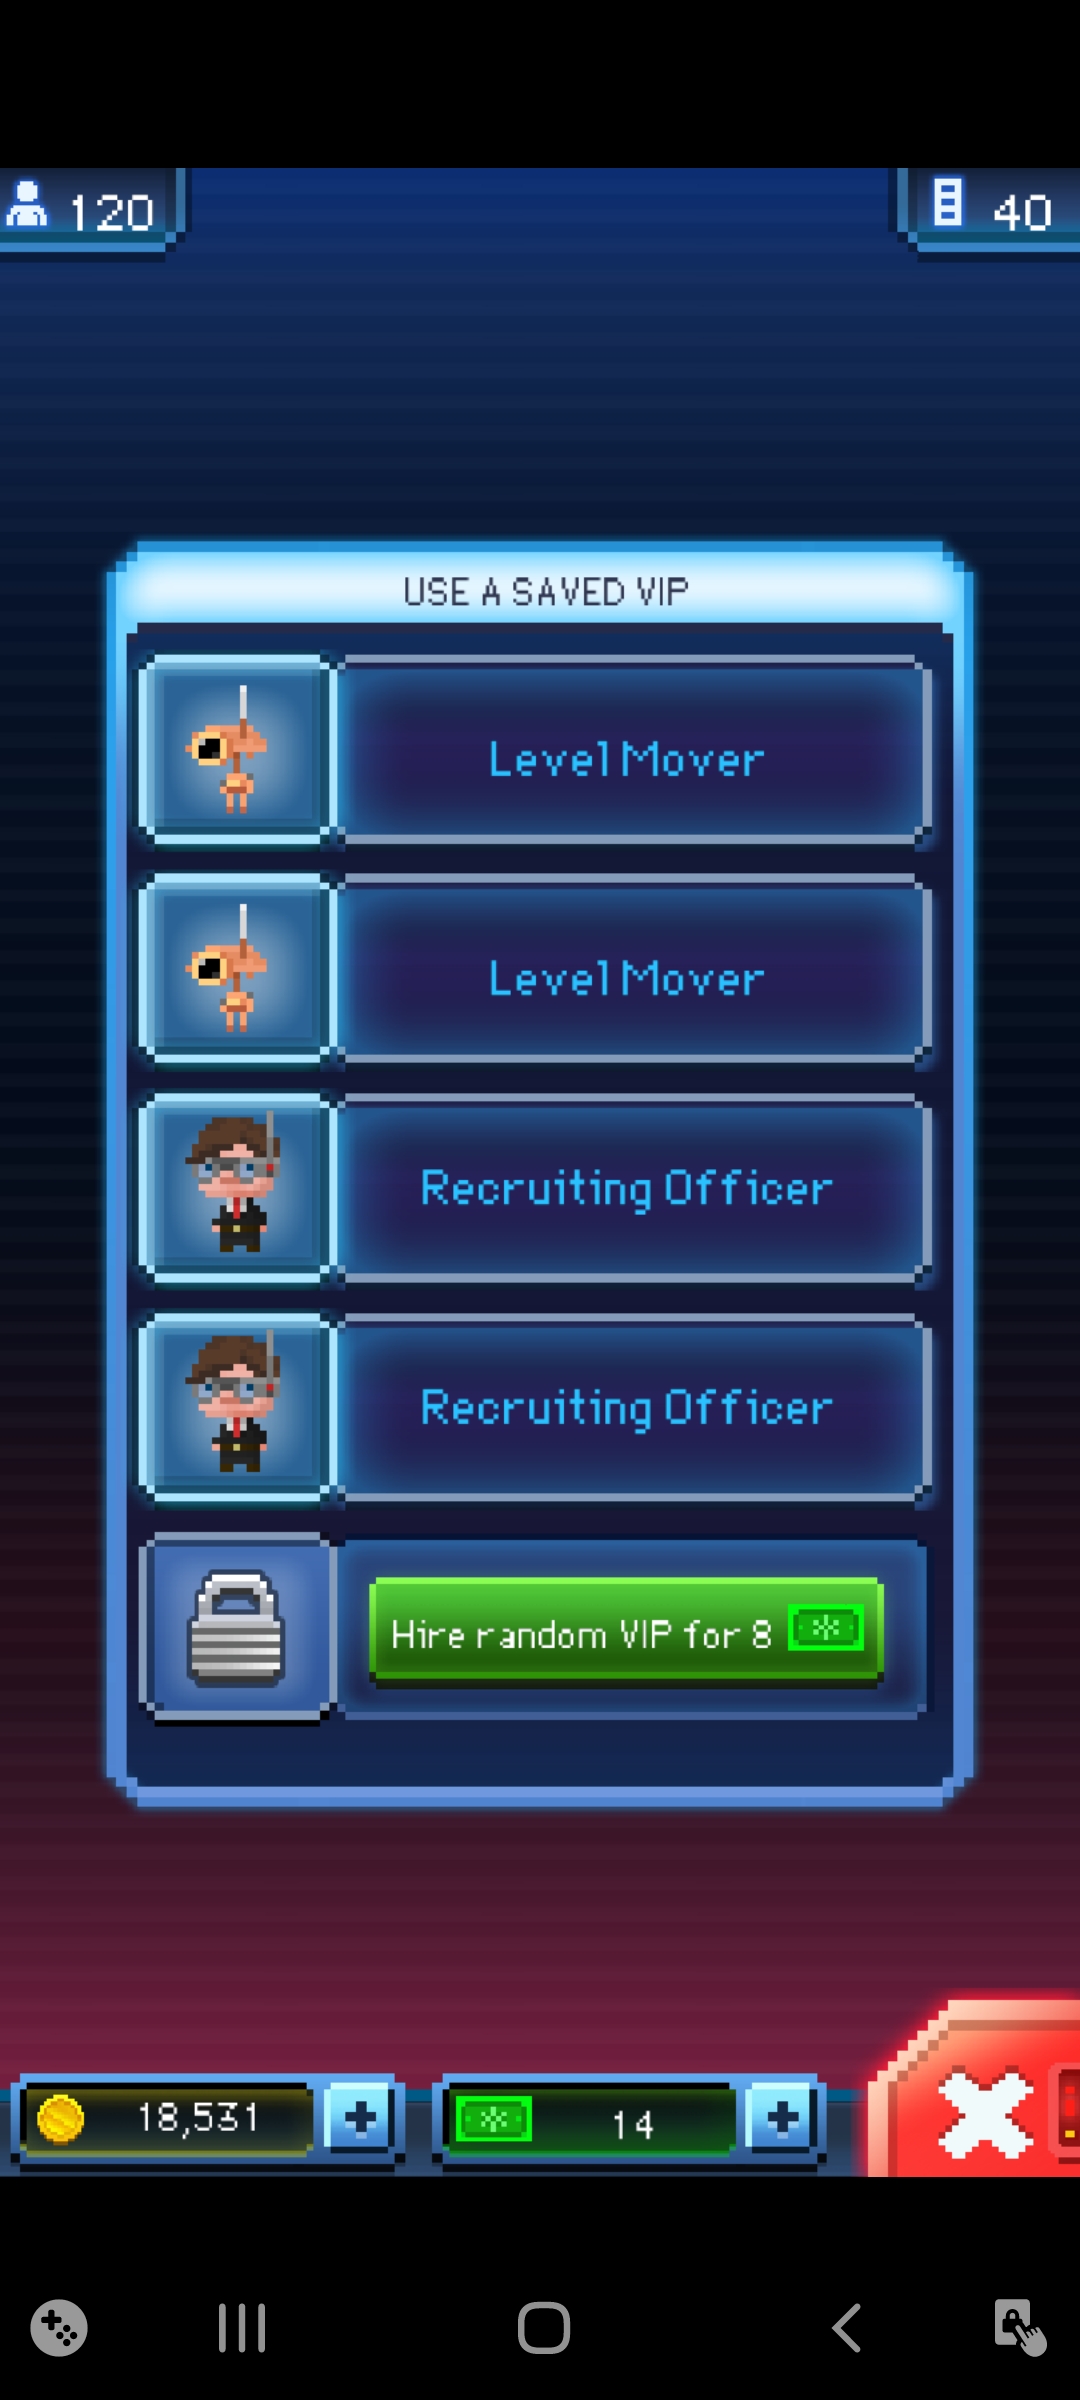 120
40
USE A SAVED VIP
Level Mover
Level Mover
Recruiting Officer
Recruiting Officer
Hire random VIP for 8
18,531
14